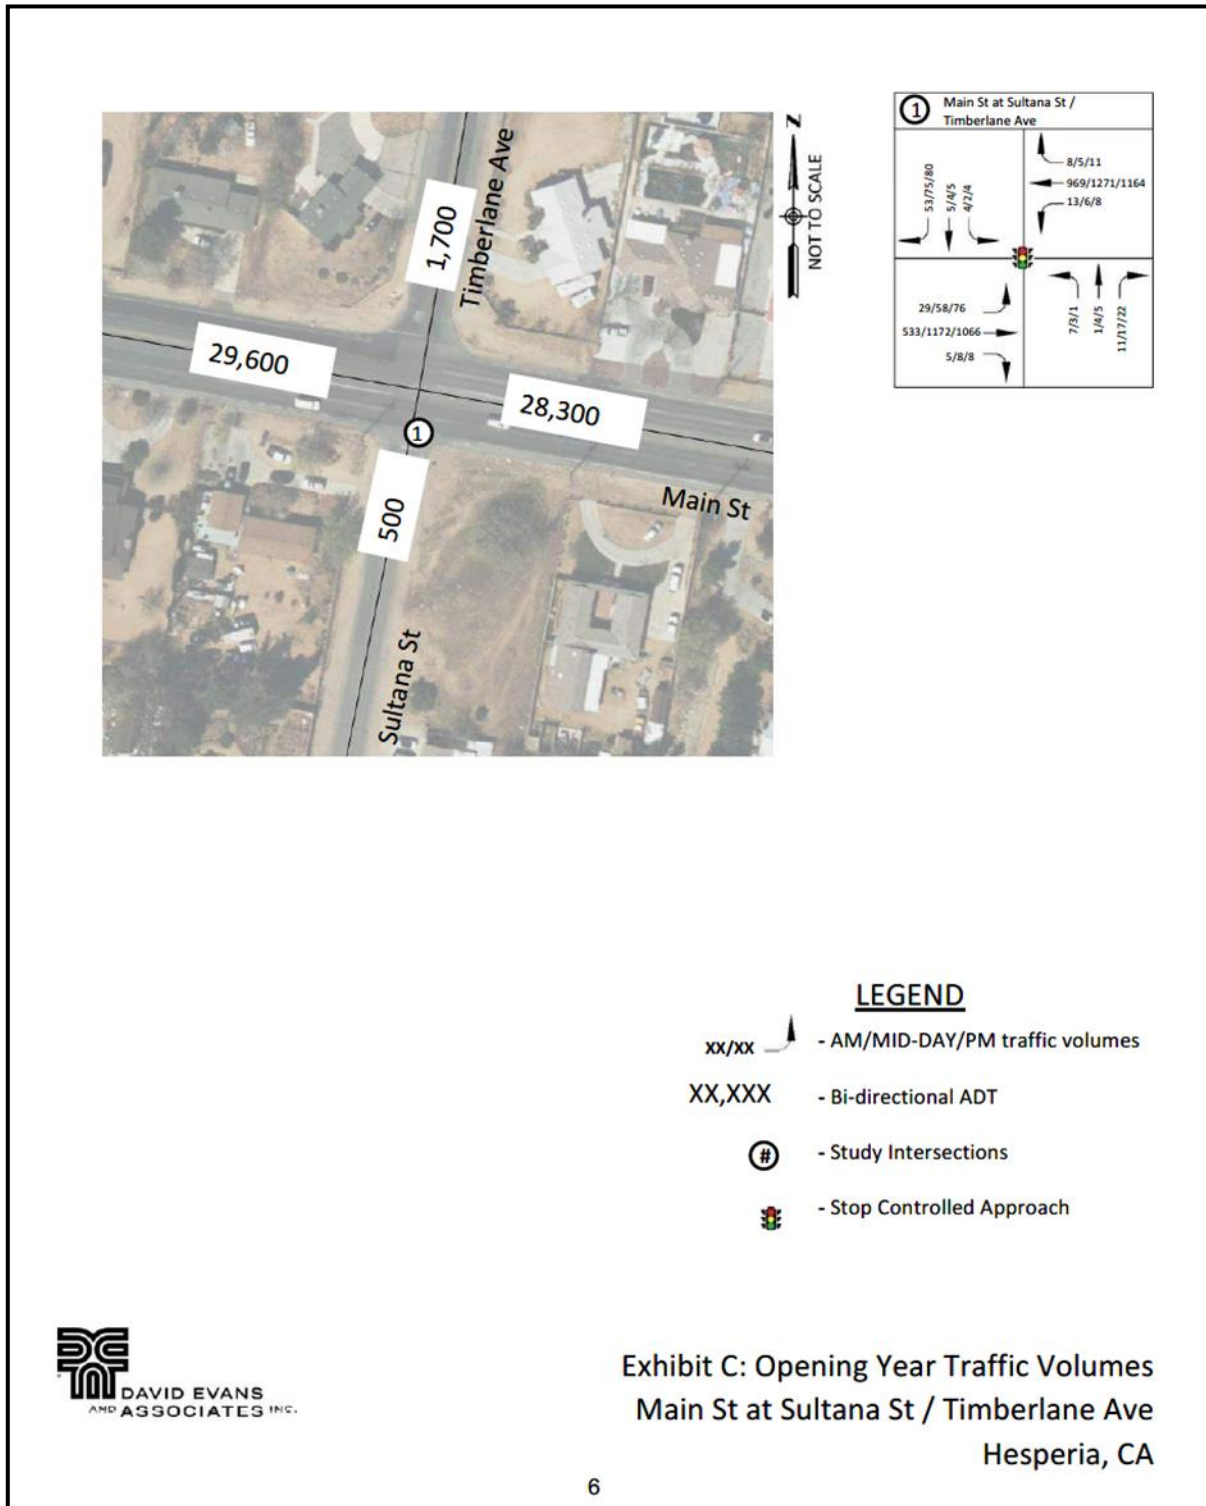 Timberlane Ave
1,700
29,600
28,300
1
500
Main St
Sultana St
Z
NOT TO SCALE
1
Main St at Sultana St /
Timberlane Ave
53/75/80
5/4/5
4/2/4
8/5/11
969/1271/1164
13/6/8
29/58/76
533/1172/1066
5/8/8
7/3/1
1/4/5
11/17/22
LEGEND
xx/xx - AM/MID-DAY/PM traffic volumes
XX,XXX - Bi-directional ADT
# - Study Intersections
- Stop Controlled Approach
DAVID EVANS
AND ASSOCIATES INC.
Exhibit C: Opening Year Traffic Volumes
Main St at Sultana St / Timberlane Ave
Hesperia, CA
6